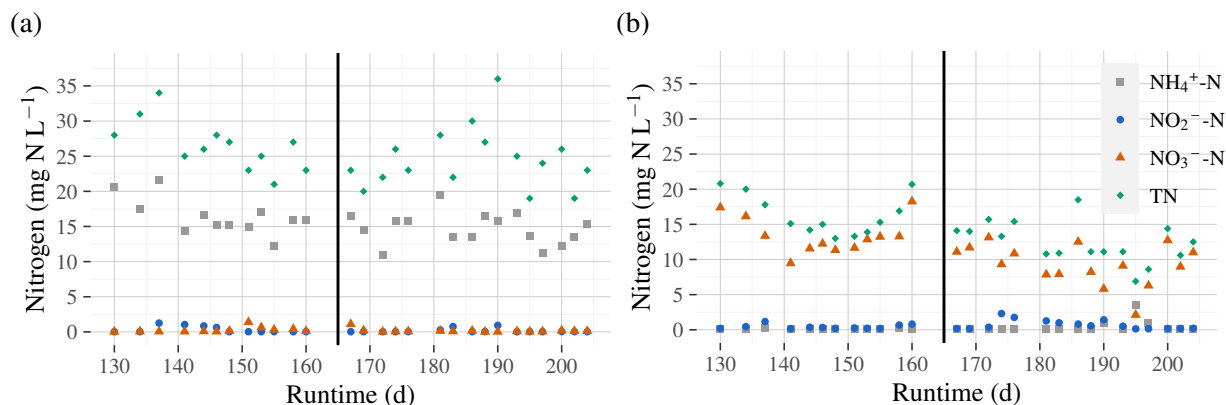 (a)
(b)
Nitrogen (mg N L⁻¹)
35
30
25
20
15
10
5
0
130 140 150 160 170 180 190 200
Runtime (d)
Nitrogen (mg N L⁻¹)
35
30
25
20
15
10
5
0
130 140 150 160 170 180 190 200
Runtime (d)
NH₄⁺-N
NO₂⁻-N
NO₃⁻-N
TN